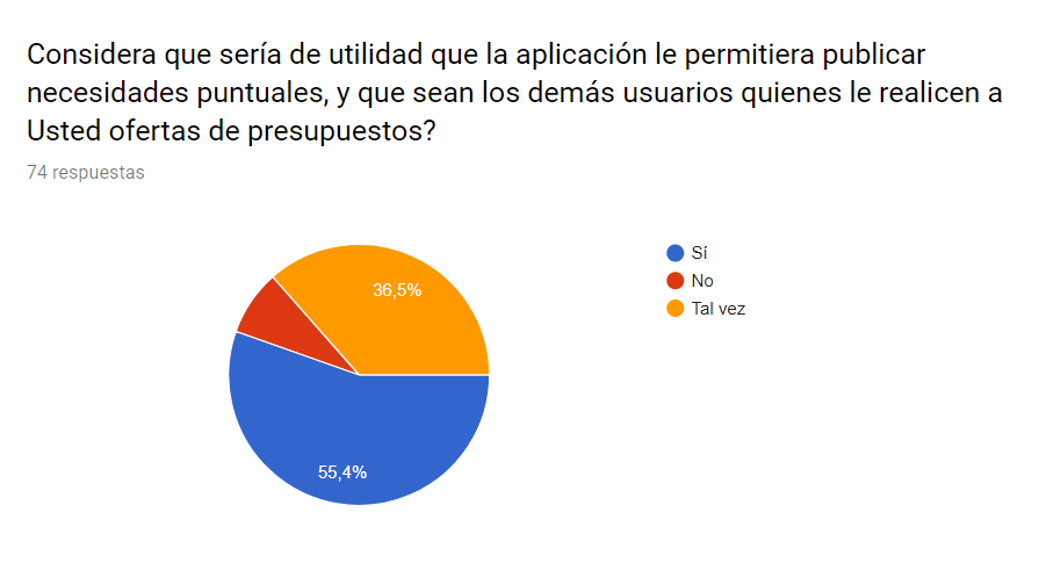 Considera que sería de utilidad que la aplicación le permitiera publicar
necesidades puntuales, y que sean los demás usuarios quienes le realicen a
Usted ofertas de presupuestos?
74 respuestas
Sí
No
Tal vez
36,5%
55,4%